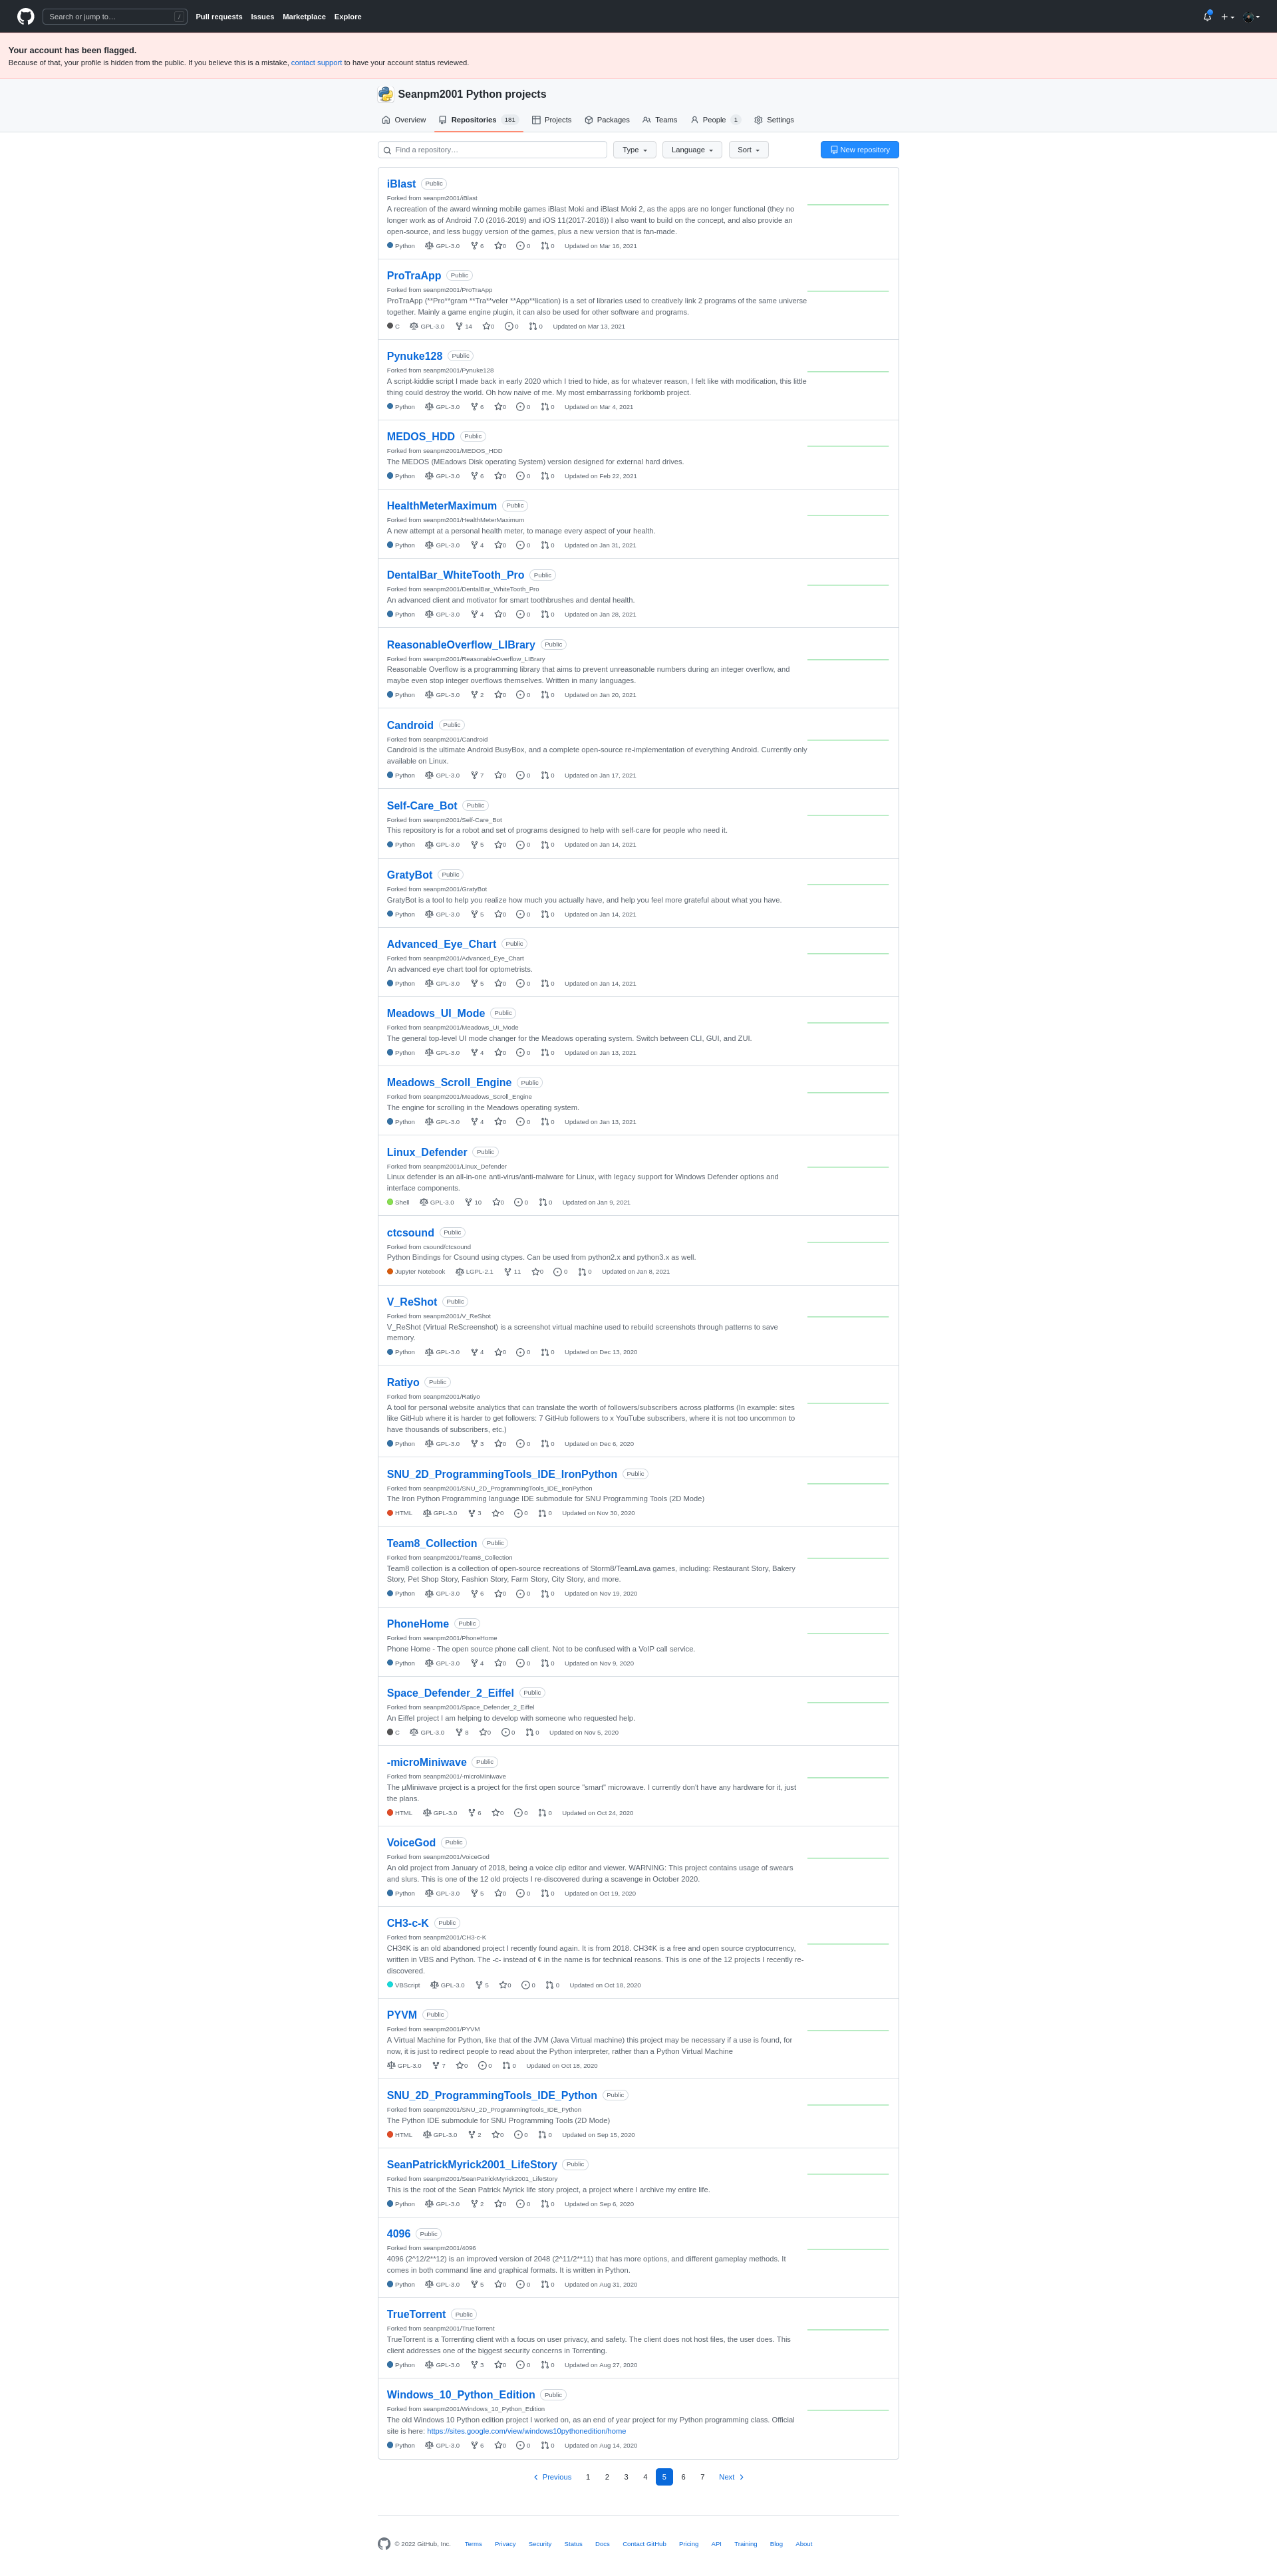 Search or jump to… /
Pull requests Issues Marketplace Explore
Your account has been flagged.
Because of that, your profile is hidden from the public. If you believe this is a mistake, contact support to have your account status reviewed.
Seanpm2001 Python projects
Overview Repositories 181 Projects Packages Teams People 1 Settings
Find a repository… Type Language Sort New repository
iBlast Public
Forked from seanpm2001/iBlast
A recreation of the award winning mobile games iBlast Moki and iBlast Moki 2, as the apps are no longer functional (they no
longer work as of Android 7.0 (2016-2019) and iOS 11(2017-2018)) I also want to build on the concept, and also provide an
open-source, and less buggy version of the games, plus a new version that is fan-made.
Python GPL-3.0 6 0 0 0 Updated on Mar 16, 2021
ProTraApp Public
Forked from seanpm2001/ProTraApp
ProTraApp (**Pro**gram **Tra**veler **App**lication) is a set of libraries used to creatively link 2 programs of the same universe
together. Mainly a game engine plugin, it can also be used for other software and programs.
C GPL-3.0 14 0 0 0 Updated on Mar 13, 2021
Pynuke128 Public
Forked from seanpm2001/Pynuke128
A script-kiddie script I made back in early 2020 which I tried to hide, as for whatever reason, I felt like with modification, this little
thing could destroy the world. Oh how naive of me. My most embarrassing forkbomb project.
Python GPL-3.0 6 0 0 0 Updated on Mar 4, 2021
MEDOS_HDD Public
Forked from seanpm2001/MEDOS_HDD
The MEDOS (MEadows Disk operating System) version designed for external hard drives.
Python GPL-3.0 6 0 0 0 Updated on Feb 22, 2021
HealthMeterMaximum Public
Forked from seanpm2001/HealthMeterMaximum
A new attempt at a personal health meter, to manage every aspect of your health.
Python GPL-3.0 4 0 0 0 Updated on Jan 31, 2021
DentalBar_WhiteTooth_Pro Public
Forked from seanpm2001/DentalBar_WhiteTooth_Pro
An advanced client and motivator for smart toothbrushes and dental health.
Python GPL-3.0 4 0 0 0 Updated on Jan 28, 2021
ReasonableOverflow_LIBrary Public
Forked from seanpm2001/ReasonableOverflow_LIBrary
Reasonable Overflow is a programming library that aims to prevent unreasonable numbers during an integer overflow, and
maybe even stop integer overflows themselves. Written in many languages.
Python GPL-3.0 2 0 0 0 Updated on Jan 20, 2021
Candroid Public
Forked from seanpm2001/Candroid
Candroid is the ultimate Android BusyBox, and a complete open-source re-implementation of everything Android. Currently only
available on Linux.
Python GPL-3.0 7 0 0 0 Updated on Jan 17, 2021
Self-Care_Bot Public
Forked from seanpm2001/Self-Care_Bot
This repository is for a robot and set of programs designed to help with self-care for people who need it.
Python GPL-3.0 5 0 0 0 Updated on Jan 14, 2021
GratyBot Public
Forked from seanpm2001/GratyBot
GratyBot is a tool to help you realize how much you actually have, and help you feel more grateful about what you have.
Python GPL-3.0 5 0 0 0 Updated on Jan 14, 2021
Advanced_Eye_Chart Public
Forked from seanpm2001/Advanced_Eye_Chart
An advanced eye chart tool for optometrists.
Python GPL-3.0 5 0 0 0 Updated on Jan 14, 2021
Meadows_UI_Mode Public
Forked from seanpm2001/Meadows_UI_Mode
The general top-level UI mode changer for the Meadows operating system. Switch between CLI, GUI, and ZUI.
Python GPL-3.0 4 0 0 0 Updated on Jan 13, 2021
Meadows_Scroll_Engine Public
Forked from seanpm2001/Meadows_Scroll_Engine
The engine for scrolling in the Meadows operating system.
Python GPL-3.0 4 0 0 0 Updated on Jan 13, 2021
Linux_Defender Public
Forked from seanpm2001/Linux_Defender
Linux defender is an all-in-one anti-virus/anti-malware for Linux, with legacy support for Windows Defender options and
interface components.
Shell GPL-3.0 10 0 0 0 Updated on Jan 9, 2021
ctcsound Public
Forked from csound/ctcsound
Python Bindings for Csound using ctypes. Can be used from python2.x and python3.x as well.
Jupyter Notebook LGPL-2.1 11 0 0 0 Updated on Jan 8, 2021
V_ReShot Public
Forked from seanpm2001/V_ReShot
V_ReShot (Virtual ReScreenshot) is a screenshot virtual machine used to rebuild screenshots through patterns to save
memory.
Python GPL-3.0 4 0 0 0 Updated on Dec 13, 2020
Ratiyo Public
Forked from seanpm2001/Ratiyo
A tool for personal website analytics that can translate the worth of followers/subscribers across platforms (In example: sites
like GitHub where it is harder to get followers: 7 GitHub followers to x YouTube subscribers, where it is not too uncommon to
have thousands of subscribers, etc.)
Python GPL-3.0 3 0 0 0 Updated on Dec 6, 2020
SNU_2D_ProgrammingTools_IDE_IronPython Public
Forked from seanpm2001/SNU_2D_ProgrammingTools_IDE_IronPython
The Iron Python Programming language IDE submodule for SNU Programming Tools (2D Mode)
HTML GPL-3.0 3 0 0 0 Updated on Nov 30, 2020
Team8_Collection Public
Forked from seanpm2001/Team8_Collection
Team8 collection is a collection of open-source recreations of Storm8/TeamLava games, including: Restaurant Story, Bakery
Story, Pet Shop Story, Fashion Story, Farm Story, City Story, and more.
Python GPL-3.0 6 0 0 0 Updated on Nov 19, 2020
PhoneHome Public
Forked from seanpm2001/PhoneHome
Phone Home - The open source phone call client. Not to be confused with a VoIP call service.
Python GPL-3.0 4 0 0 0 Updated on Nov 9, 2020
Space_Defender_2_Eiffel Public
Forked from seanpm2001/Space_Defender_2_Eiffel
An Eiffel project I am helping to develop with someone who requested help.
C GPL-3.0 8 0 0 0 Updated on Nov 5, 2020
-microMiniwave Public
Forked from seanpm2001/-microMiniwave
The μMiniwave project is a project for the first open source "smart" microwave. I currently don't have any hardware for it, just
the plans.
HTML GPL-3.0 6 0 0 0 Updated on Oct 24, 2020
VoiceGod Public
Forked from seanpm2001/VoiceGod
An old project from January of 2018, being a voice clip editor and viewer. WARNING: This project contains usage of swears
and slurs. This is one of the 12 old projects I re-discovered during a scavenge in October 2020.
Python GPL-3.0 5 0 0 0 Updated on Oct 19, 2020
CH3-c-K Public
Forked from seanpm2001/CH3-c-K
CH3¢K is an old abandoned project I recently found again. It is from 2018. CH3¢K is a free and open source cryptocurrency,
written in VBS and Python. The -c- instead of ¢ in the name is for technical reasons. This is one of the 12 projects I recently re-
discovered.
VBScript GPL-3.0 5 0 0 0 Updated on Oct 18, 2020
PYVM Public
Forked from seanpm2001/PYVM
A Virtual Machine for Python, like that of the JVM (Java Virtual machine) this project may be necessary if a use is found, for
now, it is just to redirect people to read about the Python interpreter, rather than a Python Virtual Machine
GPL-3.0 7 0 0 0 Updated on Oct 18, 2020
SNU_2D_ProgrammingTools_IDE_Python Public
Forked from seanpm2001/SNU_2D_ProgrammingTools_IDE_Python
The Python IDE submodule for SNU Programming Tools (2D Mode)
HTML GPL-3.0 2 0 0 0 Updated on Sep 15, 2020
SeanPatrickMyrick2001_LifeStory Public
Forked from seanpm2001/SeanPatrickMyrick2001_LifeStory
This is the root of the Sean Patrick Myrick life story project, a project where I archive my entire life.
Python GPL-3.0 2 0 0 0 Updated on Sep 6, 2020
4096 Public
Forked from seanpm2001/4096
4096 (2^12/2**12) is an improved version of 2048 (2^11/2**11) that has more options, and different gameplay methods. It
comes in both command line and graphical formats. It is written in Python.
Python GPL-3.0 5 0 0 0 Updated on Aug 31, 2020
TrueTorrent Public
Forked from seanpm2001/TrueTorrent
TrueTorrent is a Torrenting client with a focus on user privacy, and safety. The client does not host files, the user does. This
client addresses one of the biggest security concerns in Torrenting.
Python GPL-3.0 3 0 0 0 Updated on Aug 27, 2020
Windows_10_Python_Edition Public
Forked from seanpm2001/Windows_10_Python_Edition
The old Windows 10 Python edition project I worked on, as an end of year project for my Python programming class. Official
site is here: https://sites.google.com/view/windows10pythonedition/home
Python GPL-3.0 6 0 0 0 Updated on Aug 14, 2020
Previous 1 2 3 4 5 6 7 Next
© 2022 GitHub, Inc. Terms Privacy Security Status Docs Contact GitHub Pricing API Training Blog About